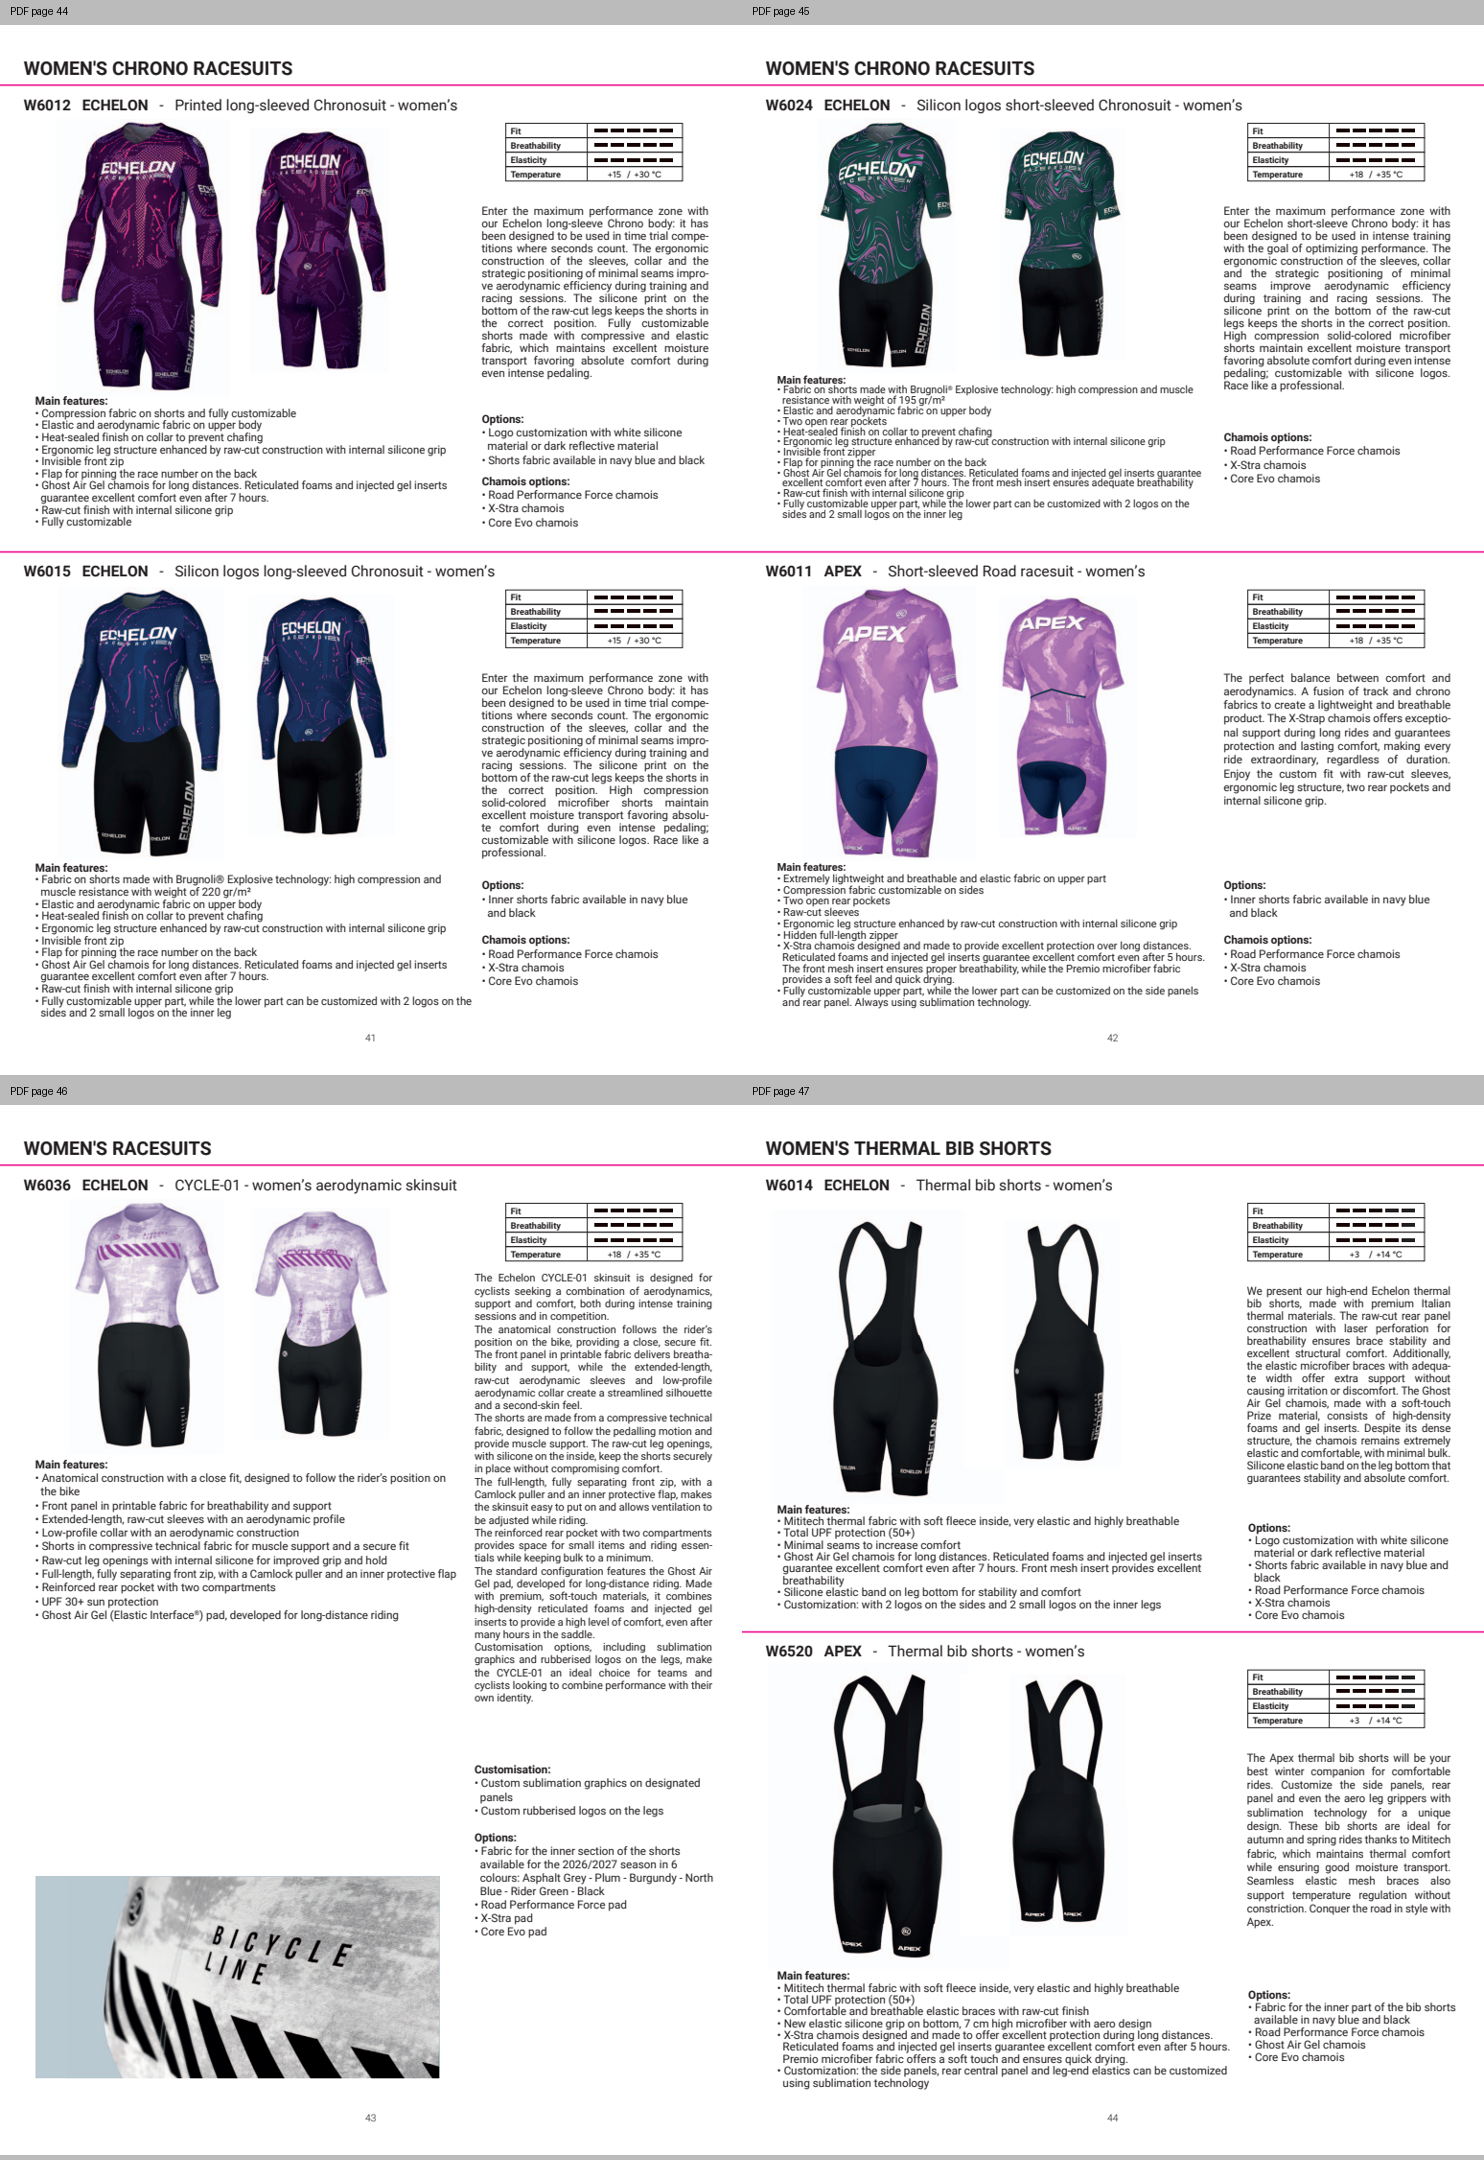 PDF page 44
WOMEN'S CHRONO RACESUITS
W6012 ECHELON - Printed long-sleeved Chronosuit - women's
Fit
Breathability
Elasticity
Temperature +15 / +30 °C
Enter the maximum performance zone with
our Echelon long-sleeve Chrono body: it has
been designed to be used in time trial compe-
titions where seconds count. The ergonomic
construction of the sleeves, collar and the
strategic positioning of minimal seams impro-
ve aerodynamic efficiency during training and
racing sessions. The silicone print on the
bottom of the raw-cut legs keeps the shorts in
the correct position. Fully customizable
shorts made with compressive and elastic
fabric, which maintains excellent moisture
transport favoring absolute comfort during
even intense pedaling.
Main features:
• Compression fabric on shorts and fully customizable
• Elastic and aerodynamic fabric on upper body
• Heat-sealed finish on collar to prevent chafing
• Ergonomic leg structure enhanced by raw-cut construction with internal silicone grip
• Invisible front zip
• Flap for pinning the race number on the back
• Ghost Air Gel chamois for long distances. Reticulated foams and injected gel inserts
guarantee excellent comfort even after 7 hours.
• Raw-cut finish with internal silicone grip
• Fully customizable
Options:
• Logo customization with white silicone
material or dark reflective material
• Shorts fabric available in navy blue and black
Chamois options:
• Road Performance Force chamois
• X-Stra chamois
• Core Evo chamois
W6015 ECHELON - Silicon logos long-sleeved Chronosuit - women's
Fit
Breathability
Elasticity
Temperature +15 / +30 °C
Enter the maximum performance zone with
our Echelon long-sleeve Chrono body: it has
been designed to be used in time trial compe-
titions where seconds count. The ergonomic
construction of the sleeves, collar and the
strategic positioning of minimal seams impro-
ve aerodynamic efficiency during training and
racing sessions. The silicone print on the
bottom of the raw-cut legs keeps the shorts in
the correct position. High compression
solid-colored microfiber shorts maintain
excellent moisture transport favoring absolu-
te comfort during even intense pedaling;
customizable with silicone logos. Race like a
professional.
Main features:
• Fabric on shorts made with Brugnoli® Explosive technology: high compression and
muscle resistance with weight of 220 gr/m²
• Elastic and aerodynamic fabric on upper body
• Heat-sealed finish on collar to prevent chafing
• Ergonomic leg structure enhanced by raw-cut construction with internal silicone grip
• Invisible front zip
• Flap for pinning the race number on the back
• Ghost Air Gel chamois for long distances. Reticulated foams and injected gel inserts
guarantee excellent comfort even after 7 hours.
• Raw-cut finish with internal silicone grip
• Fully customizable upper part, while the lower part can be customized with 2 logos on the
sides and 2 small logos on the inner leg
Options:
• Inner shorts fabric available in navy blue
and black
Chamois options:
• Road Performance Force chamois
• X-Stra chamois
• Core Evo chamois
41
PDF page 45
WOMEN'S CHRONO RACESUITS
W6024 ECHELON - Silicon logos short-sleeved Chronosuit - women's
Fit
Breathability
Elasticity
Temperature +18 / +35 °C
Enter the maximum performance zone with
our Echelon short-sleeve Chrono body: it has
been designed to be used in intense training
with the goal of optimizing performance. The
ergonomic construction of the sleeves, collar
and the strategic positioning of minimal
seams improve aerodynamic efficiency
during training and racing sessions. The
silicone print on the bottom of the raw-cut
legs keeps the shorts in the correct position.
High compression solid-colored microfiber
shorts maintain excellent moisture transport
favoring absolute comfort during even intense
pedaling; customizable with silicone logos.
Race like a professional.
Main features:
• Fabric on shorts made with Brugnoli® Explosive technology: high compression and muscle
resistance with weight of 195 gr/m²
• Elastic and aerodynamic fabric on upper body
• Two open rear pockets
• Heat-sealed finish on collar to prevent chafing
• Ergonomic leg structure enhanced by raw-cut construction with internal silicone grip
• Invisible front zipper
• Flap for pinning the race number on the back
• Ghost Air Gel chamois for long distances. Reticulated foams and injected gel inserts guarantee
excellent comfort even after 7 hours. The front mesh insert ensures adequate breathability
• Raw-cut finish with internal silicone grip
• Fully customizable upper part, while the lower part can be customized with 2 logos on the
sides and 2 small logos on the inner leg
Chamois options:
• Road Performance Force chamois
• X-Stra chamois
• Core Evo chamois
W6011 APEX - Short-sleeved Road racesuit - women's
Fit
Breathability
Elasticity
Temperature +18 / +35 °C
The perfect balance between comfort and
aerodynamics. A fusion of track and chrono
fabrics to create a lightweight and breathable
product. The X-Strap chamois offers exceptio-
nal support during long rides and guarantees
protection and lasting comfort, making every
ride extraordinary, regardless of duration.
Enjoy the custom fit with raw-cut sleeves,
ergonomic leg structure, two rear pockets and
internal silicone grip.
Main features:
• Extremely lightweight and breathable and elastic fabric on upper part
• Compression fabric customizable on sides
• Two open rear pockets
• Raw-cut sleeves
• Ergonomic leg structure enhanced by raw-cut construction with internal silicone grip
• Hidden full-length zipper
• X-Stra chamois designed and made to provide excellent protection over long distances.
Reticulated foams and injected gel inserts guarantee excellent comfort even after 5 hours.
The front mesh insert ensures proper breathability, while the Premio microfiber fabric
provides a soft feel and quick drying.
• Fully customizable upper part, while the lower part can be customized on the side panels
and rear panel. Always using sublimation technology.
Options:
• Inner shorts fabric available in navy blue
and black
Chamois options:
• Road Performance Force chamois
• X-Stra chamois
• Core Evo chamois
42
PDF page 46
WOMEN'S RACESUITS
W6036 ECHELON - CYCLE-01 - women's aerodynamic skinsuit
Fit
Breathability
Elasticity
Temperature +18 / +35 °C
The Echelon CYCLE-01 skinsuit is designed for
cyclists seeking a combination of aerodynamics,
support and comfort, both during intense training
sessions and in competition.
The anatomical construction follows the rider's
position on the bike, providing a close, secure fit.
The front panel in printable fabric delivers breatha-
bility and support, while the extended-length,
raw-cut aerodynamic sleeves and low-profile
aerodynamic collar create a streamlined silhouette
and a second-skin feel.
The shorts are made from a compressive technical
fabric, designed to follow the pedalling motion and
provide muscle support. The raw-cut leg openings,
with silicone on the inside, keep the shorts securely
in place without compromising comfort.
The full-length, fully separating front zip, with a
Camlock puller and an inner protective flap, makes
the skinsuit easy to put on and allows ventilation to
be adjusted while riding.
The reinforced rear pocket with two compartments
provides space for small items and riding essen-
tials while keeping bulk to a minimum.
The standard configuration features the Ghost Air
Gel pad, developed for long-distance riding. Made
with premium, soft-touch materials, it combines
high-density reticulated foams and injected gel
inserts to provide a high level of comfort, even after
many hours in the saddle.
Customisation options, including sublimation
graphics and rubberised logos on the legs, make
the CYCLE-01 an ideal choice for teams and
cyclists looking to combine performance with their
own identity.
Main features:
• Anatomical construction with a close fit, designed to follow the rider's position on
the bike
• Front panel in printable fabric for breathability and support
• Extended-length, raw-cut sleeves with an aerodynamic profile
• Low-profile collar with an aerodynamic construction
• Shorts in compressive technical fabric for muscle support and a secure fit
• Raw-cut leg openings with internal silicone for improved grip and hold
• Full-length, fully separating front zip, with a Camlock puller and an inner protective flap
• Reinforced rear pocket with two compartments
• UPF 30+ sun protection
• Ghost Air Gel (Elastic Interface®) pad, developed for long-distance riding
Customisation:
• Custom sublimation graphics on designated
panels
• Custom rubberised logos on the legs
Options:
• Fabric for the inner section of the shorts
available for the 2026/2027 season in 6
colours: Asphalt Grey - Plum - Burgundy - North
Blue - Rider Green - Black
• Road Performance Force pad
• X-Stra pad
• Core Evo pad
BICYCLE
LINE
43
PDF page 47
WOMEN'S THERMAL BIB SHORTS
W6014 ECHELON - Thermal bib shorts - women's
Fit
Breathability
Elasticity
Temperature +3 / +14 °C
We present our high-end Echelon thermal
bib shorts, made with premium Italian
thermal materials. The raw-cut rear panel
construction with laser perforation for
breathability ensures brace stability and
excellent structural comfort. Additionally,
the elastic microfiber braces with adequa-
te width offer extra support without
causing irritation or discomfort. The Ghost
Air Gel chamois, made with a soft-touch
Prize material, consists of high-density
foams and gel inserts. Despite its dense
structure, the chamois remains extremely
elastic and comfortable, with minimal bulk.
Silicone elastic band on the leg bottom that
guarantees stability and absolute comfort.
Main features:
• Mititech thermal fabric with soft fleece inside, very elastic and highly breathable
• Total UPF protection (50+)
• Minimal seams to increase comfort
• Ghost Air Gel chamois for long distances. Reticulated foams and injected gel inserts
guarantee excellent comfort even after 7 hours. Front mesh insert provides excellent
breathability
• Silicone elastic band on leg bottom for stability and comfort
• Customization: with 2 logos on the sides and 2 small logos on the inner legs
Options:
• Logo customization with white silicone
material or dark reflective material
• Shorts fabric available in navy blue and
black
• Road Performance Force chamois
• X-Stra chamois
• Core Evo chamois
W6520 APEX - Thermal bib shorts - women's
Fit
Breathability
Elasticity
Temperature +3 / +14 °C
The Apex thermal bib shorts will be your
best winter companion for comfortable
rides. Customize the side panels, rear
panel and even the aero leg grippers with
sublimation technology for a unique
design. These bib shorts are ideal for
autumn and spring rides thanks to Mititech
fabric, which maintains thermal comfort
while ensuring good moisture transport.
Seamless elastic mesh braces also
support temperature regulation without
constriction. Conquer the road in style with
Apex.
Main features:
• Mititech thermal fabric with soft fleece inside, very elastic and highly breathable
• Total UPF protection (50+)
• Comfortable and breathable elastic braces with raw-cut finish
• New elastic silicone grip on bottom, 7 cm high microfiber with aero design
• X-Stra chamois designed and made to offer excellent protection during long distances.
Reticulated foams and injected gel inserts guarantee excellent comfort even after 5 hours.
Premio microfiber fabric offers a soft touch and ensures quick drying.
• Customization: the side panels, rear central panel and leg-end elastics can be customized
using sublimation technology
Options:
• Fabric for the inner part of the bib shorts
available in navy blue and black
• Road Performance Force chamois
• Ghost Air Gel chamois
• Core Evo chamois
44